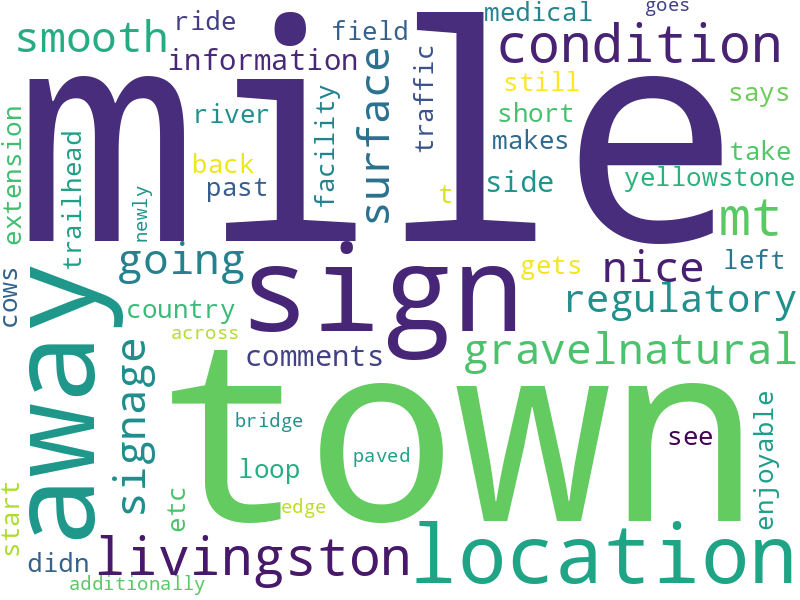 goes
ride
medical
smooth
field
condition
information
mile
still
says
surface
traffic
short
river
makes
facility
take
extension
trailhead
back
side
yellowstone
past
t
newly
mt
sign
going
gets
nice
left
cows
away
regulatory
country
across
signage
comments
gravelnatural
town
enjoyable
bridge
see
loop
paved
start
etc
edge
livingston
location
didn
additionally